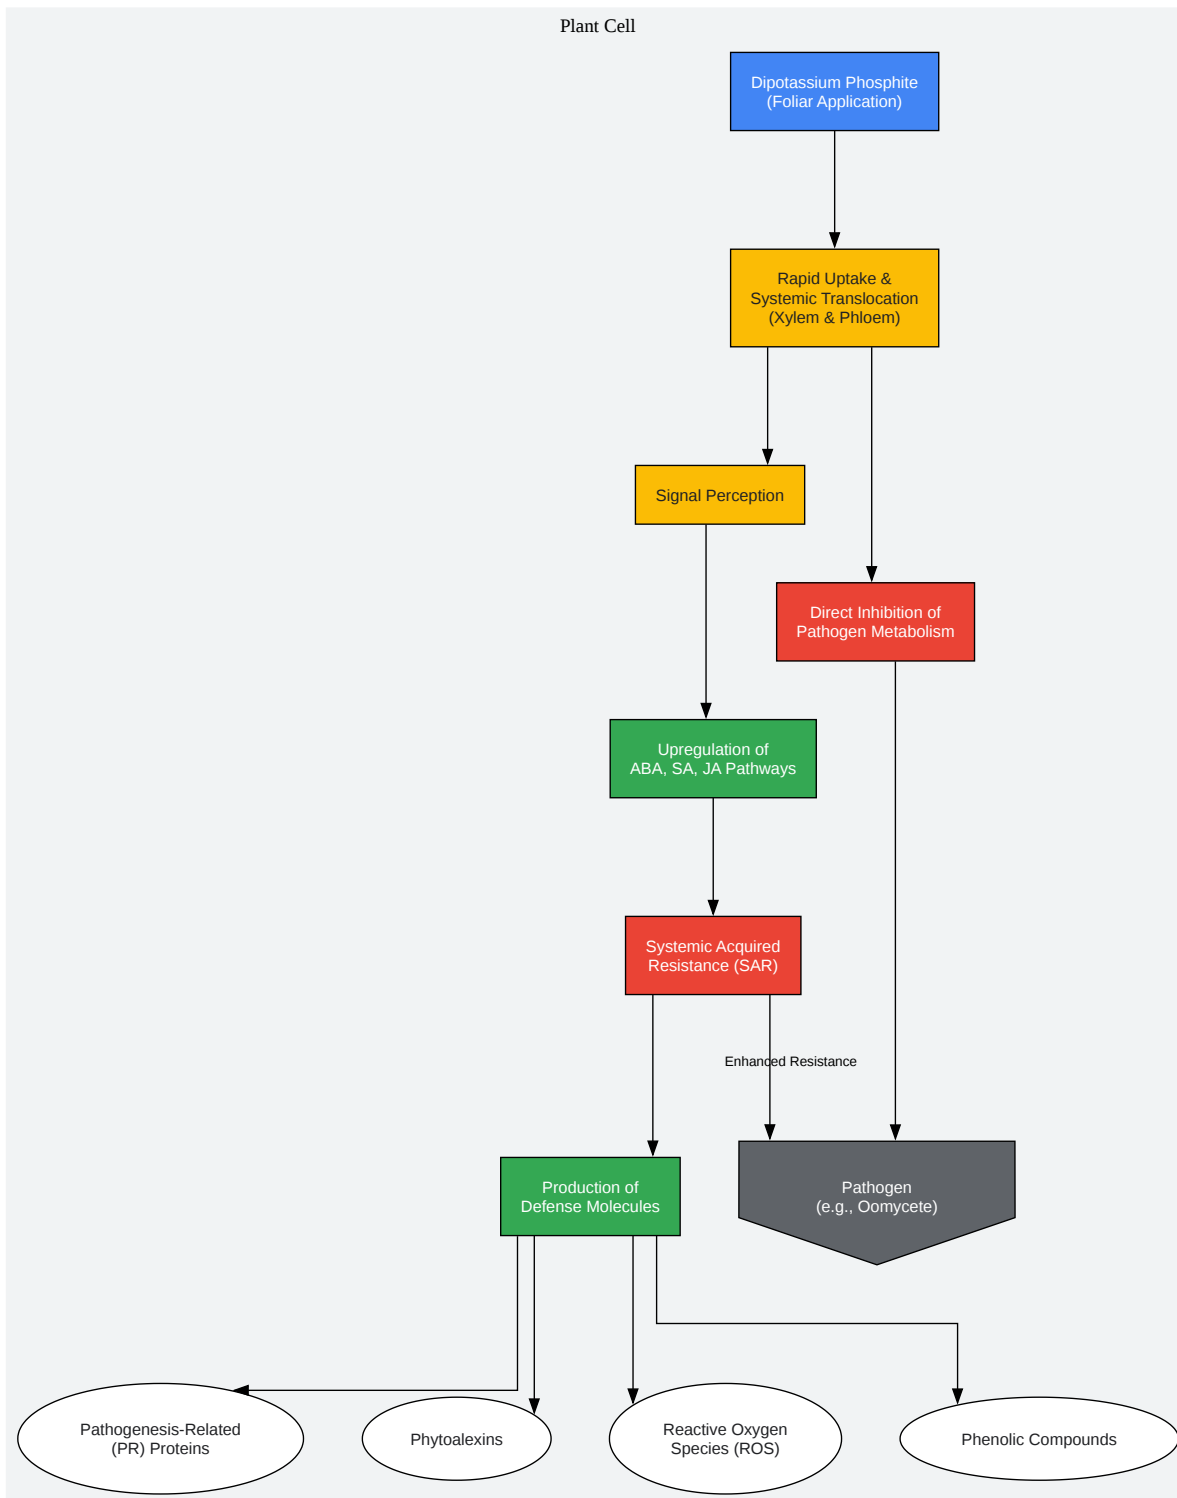 Plant Cell
Dipotassium Phosphite
(Foliar Application)
Rapid Uptake &
Systemic Translocation
(Xylem & Phloem)
Signal Perception
Direct Inhibition of
Pathogen Metabolism
Upregulation of
ABA, SA, JA Pathways
Systemic Acquired
Resistance (SAR)
Enhanced Resistance
Production of
Defense Molecules
Pathogen
(e.g., Oomycete)
Pathogenesis-Related
(PR) Proteins
Phytoalexins
Reactive Oxygen
Species (ROS)
Phenolic Compounds